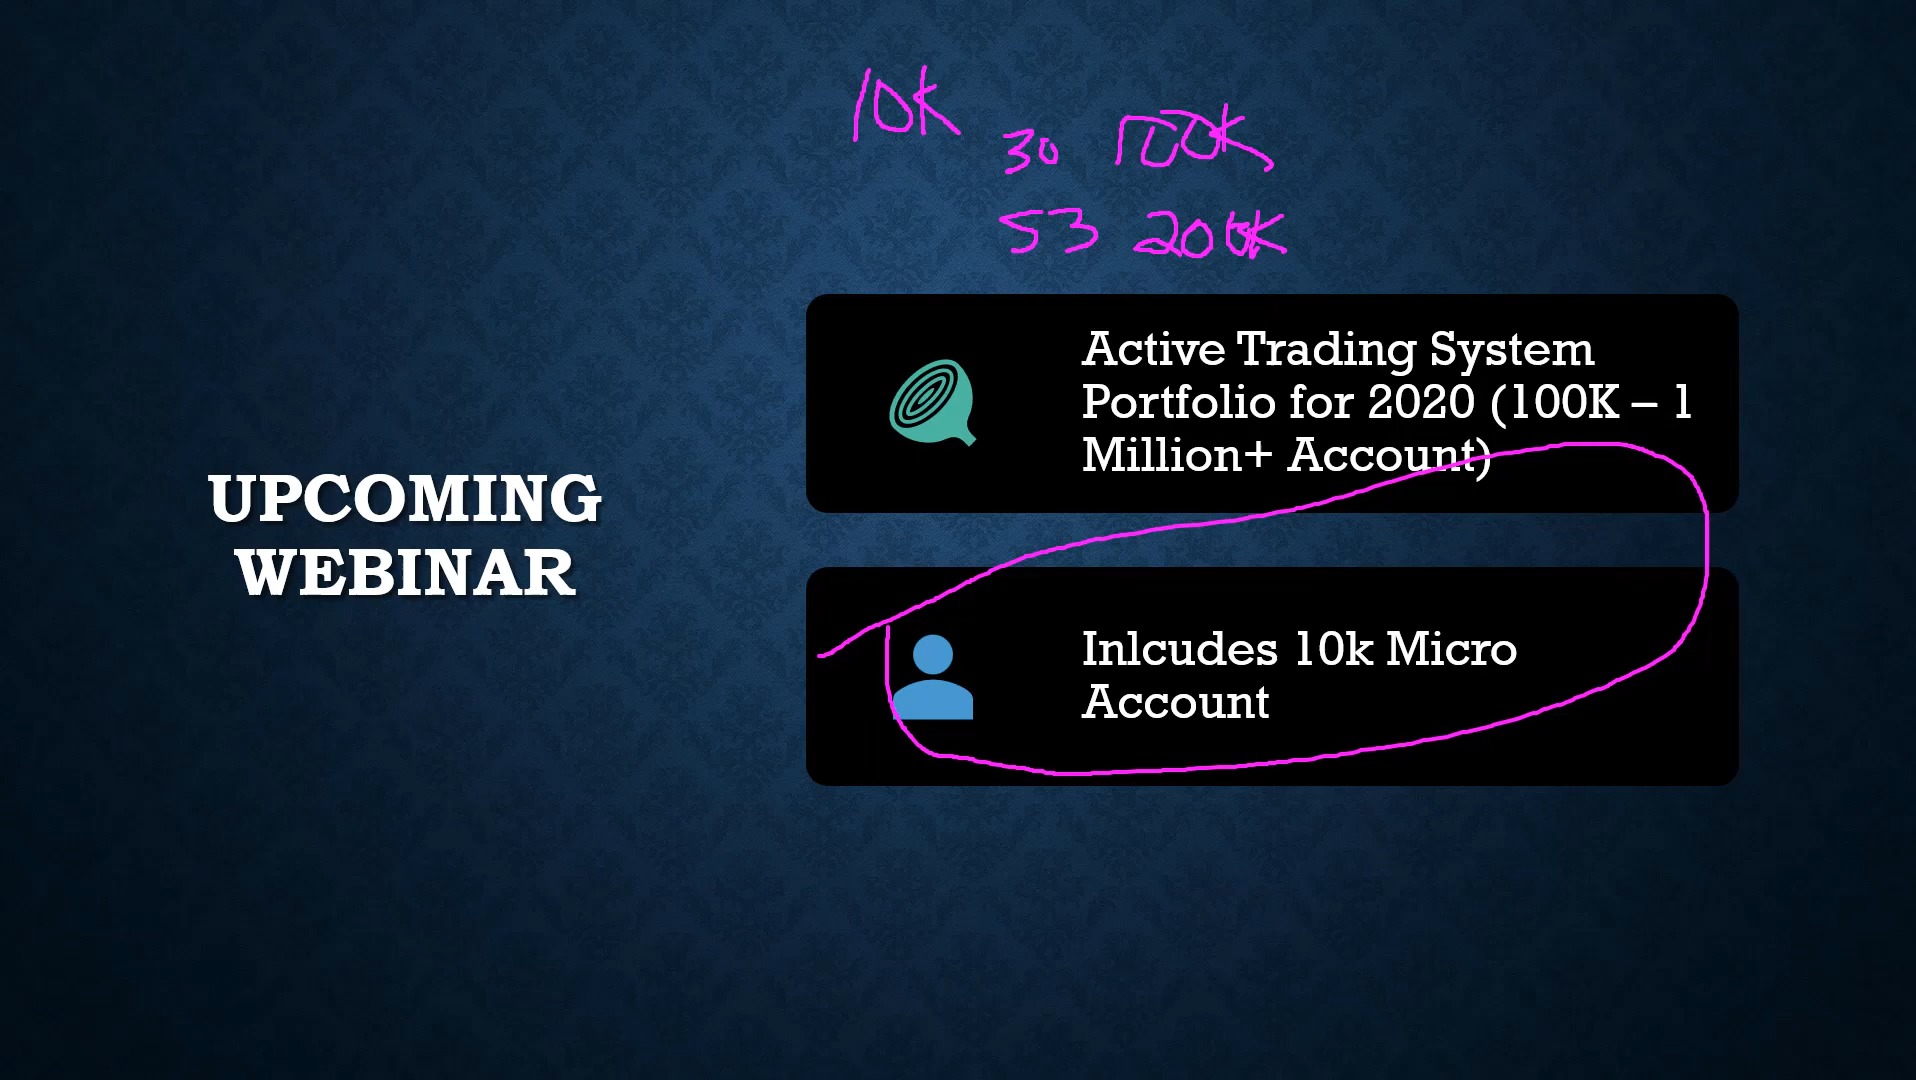 10K
30 100K
53 200K
UPCOMING
WEBINAR
Active Trading System
Portfolio for 2020 (100K – 1
Million+ Account)
Inlcudes 10k Micro
Account